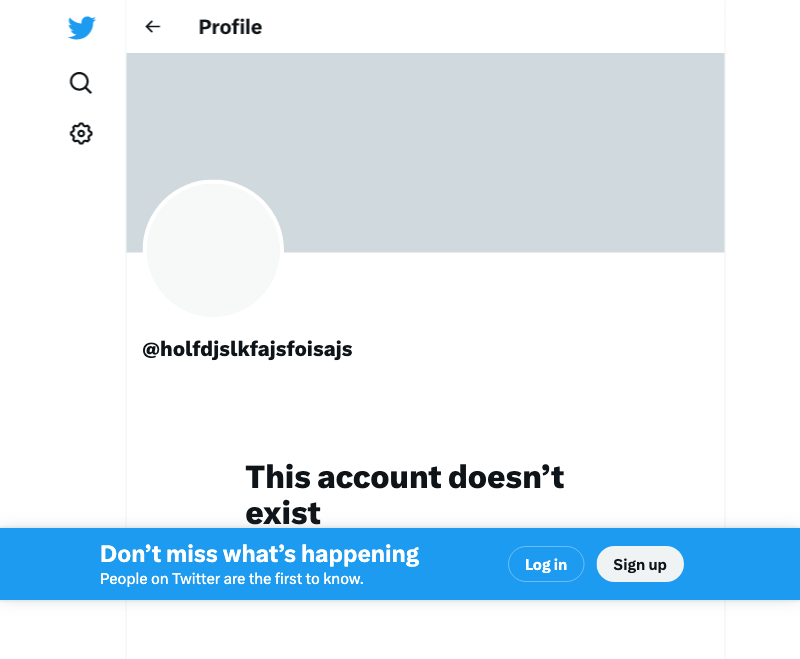 Profile
@holfdjslkfajsfoisajs
This account doesn’t
exist
Don’t miss what’s happening
People on Twitter are the first to know.
Log in
Sign up